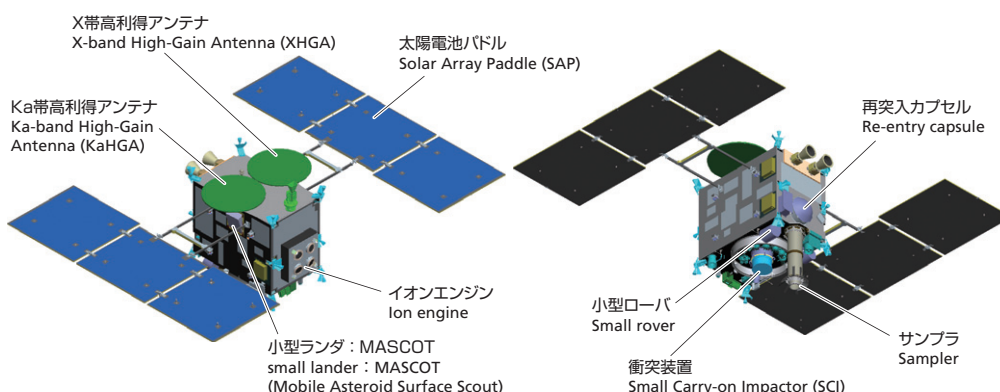 X帯高利得アンテナ
X-band High-Gain Antenna (XHGA)
太陽電池パドル
Solar Array Paddle (SAP)
Ka帯高利得アンテナ
Ka-band High-Gain
Antenna (KaHGA)
イオンエンジン
Ion engine
小型ランダ：MASCOT
small lander：MASCOT
(Mobile Asteroid Surface Scout)
再突入カプセル
Re-entry capsule
小型ローバ
Small rover
サンプラ
Sampler
衝突装置
Small Carry-on Impactor (SCI)